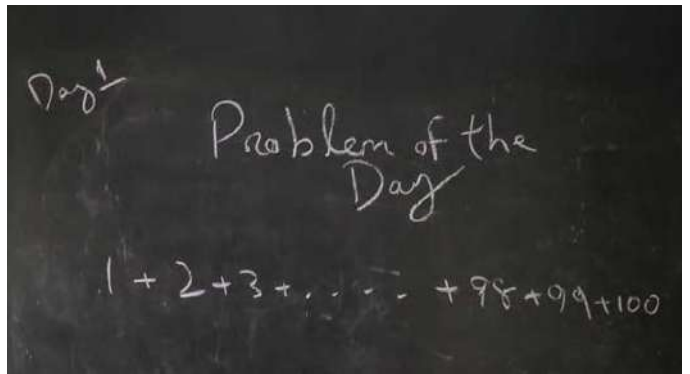 Day 1
Problem of the
Day
1 + 2 + 3 + . . . . . + 98 + 99 + 100